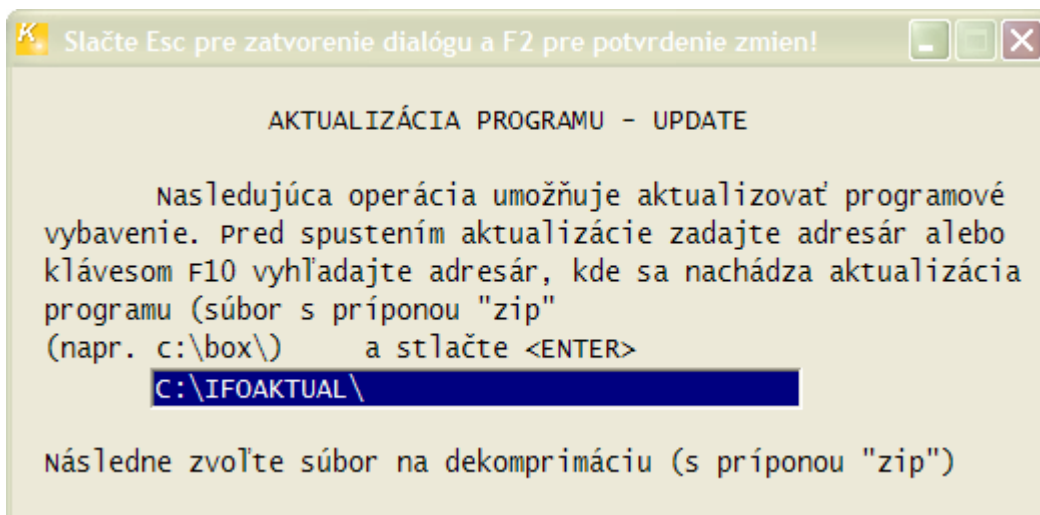 K Slačte Esc pre zatvorenie dialógu a F2 pre potvrdenie zmien!
AKTUALIZÁCIA PROGRAMU - UPDATE
Nasledujúca operácia umožňuje aktualizovať programové
vybavenie. Pred spustením aktualizácie zadajte adresár alebo
klávesom F10 vyhľadajte adresár, kde sa nachádza aktualizácia
programu (súbor s príponou "zip"
(napr. c:\box\) a stlačte <ENTER>
C:\IFOAKTUAL\
Následne zvoľte súbor na dekomprimáciu (s príponou "zip")